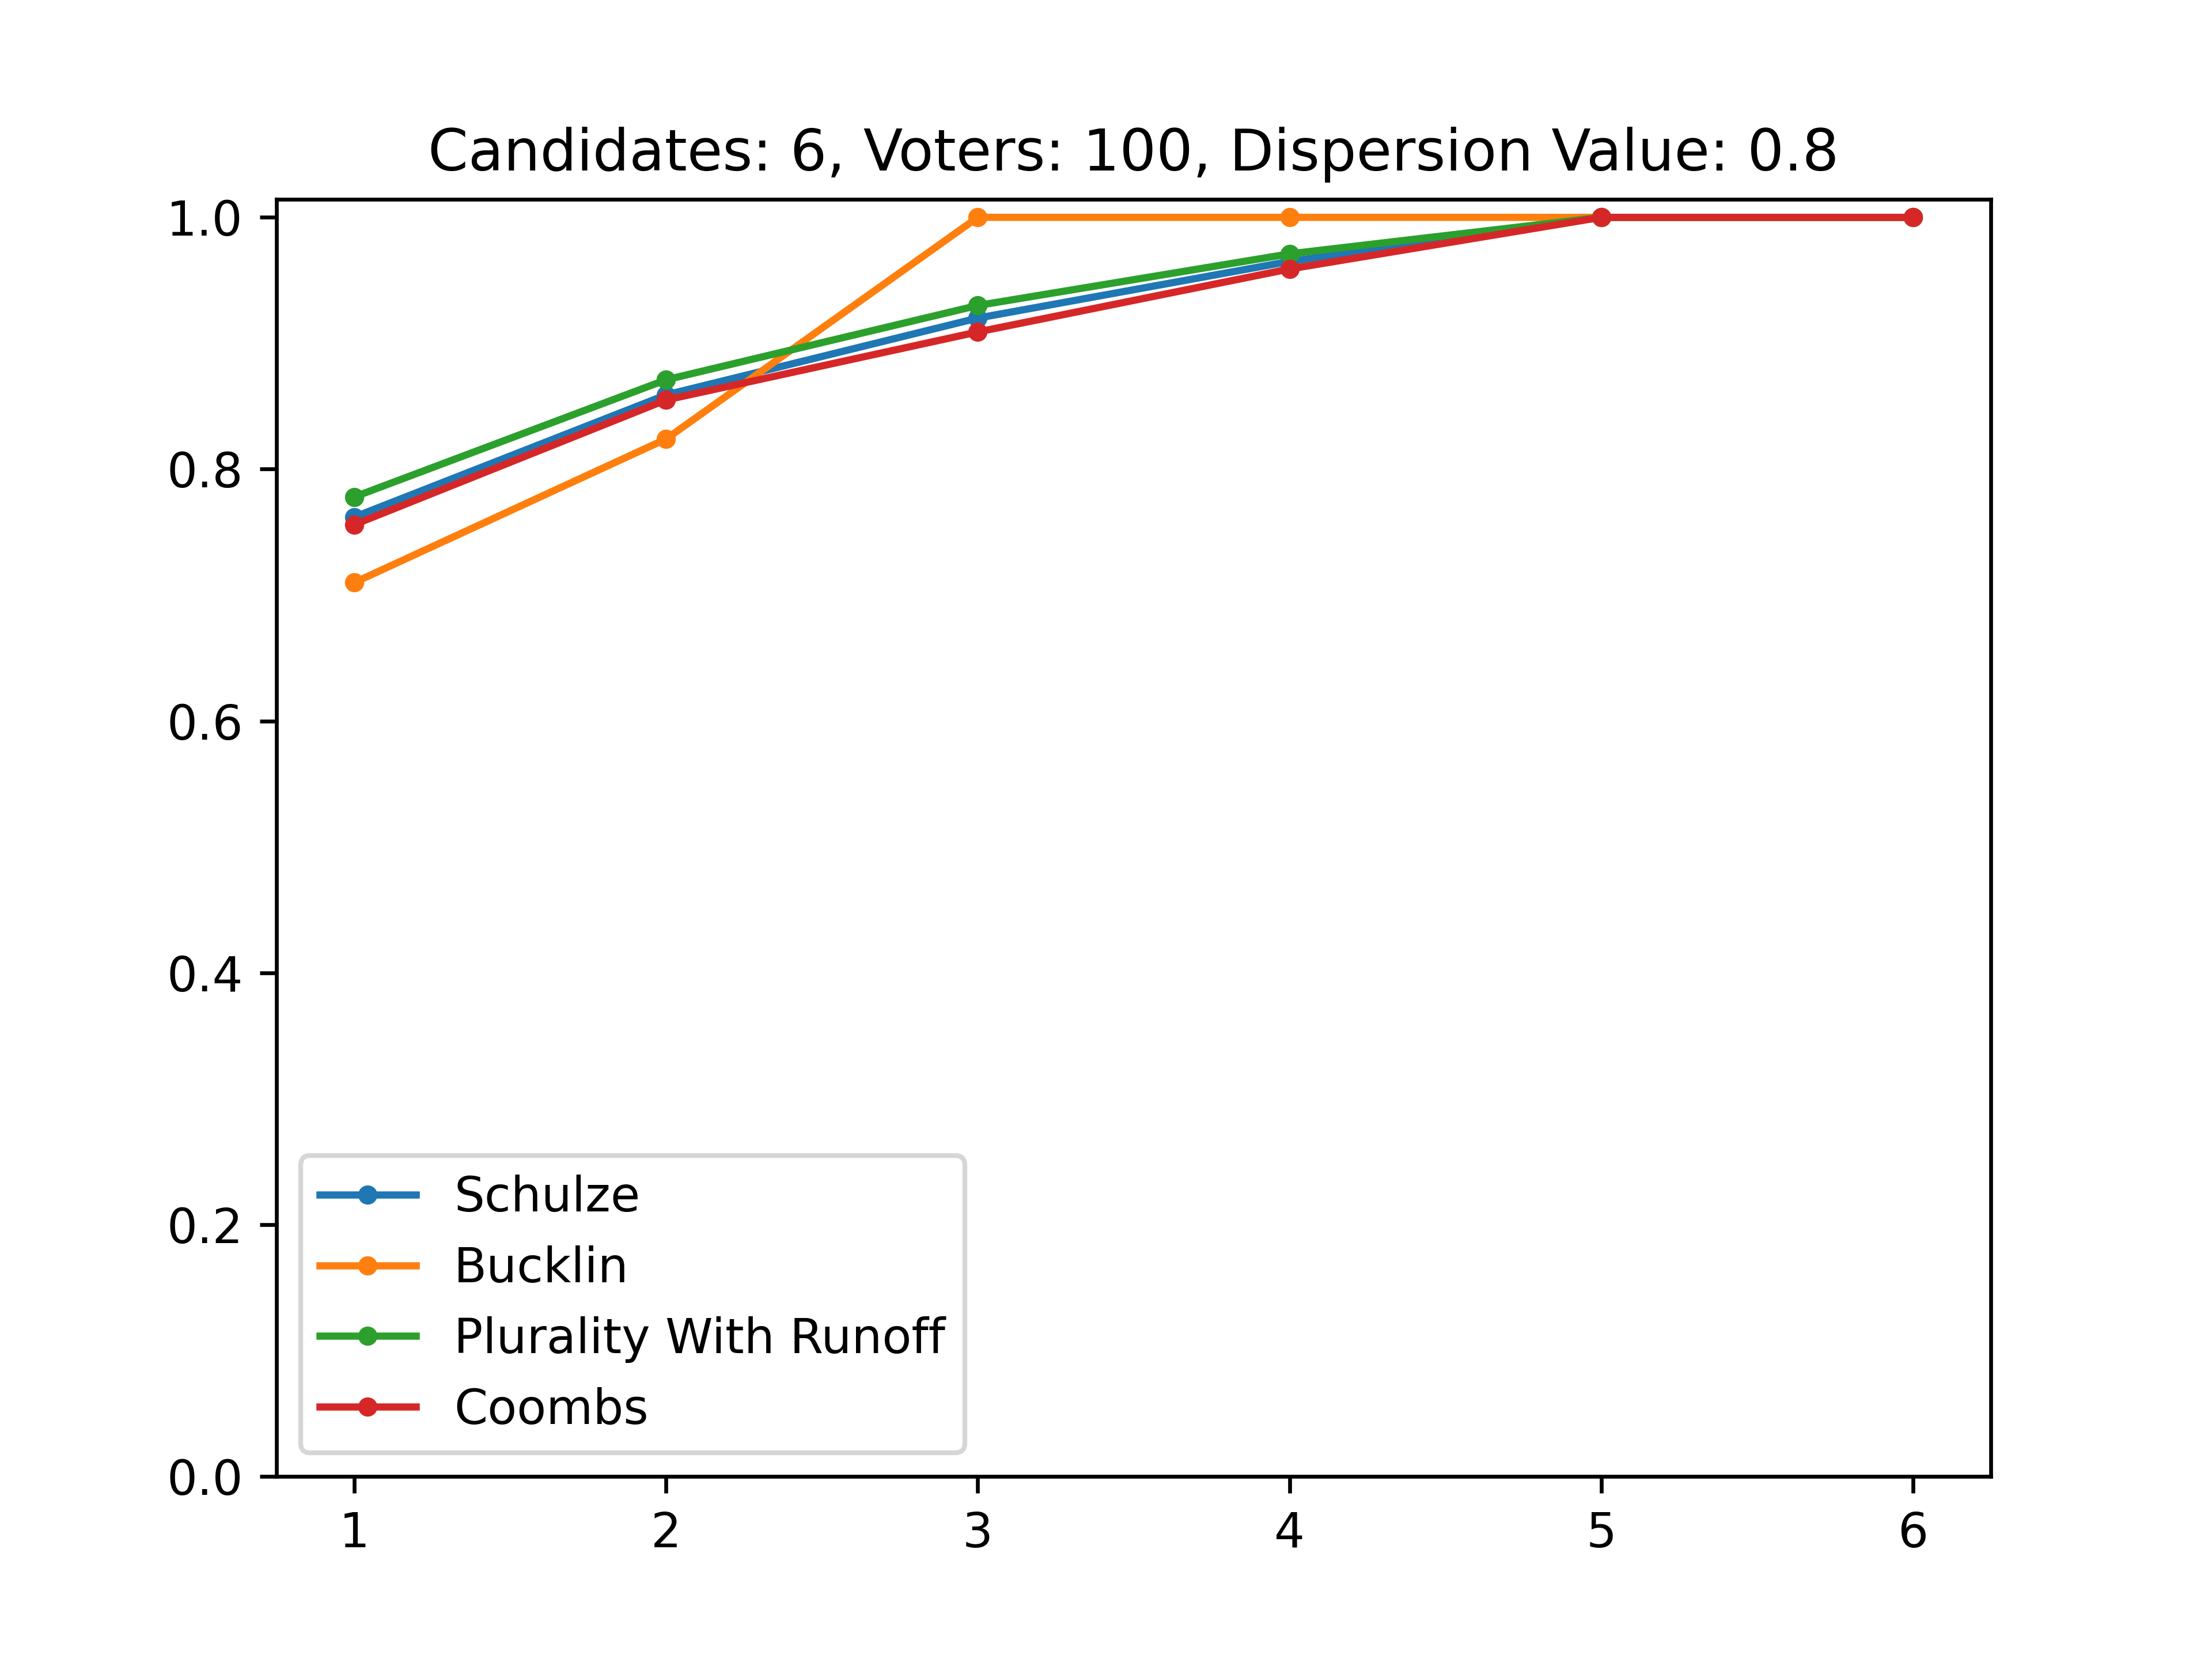 Candidates: 6, Voters: 100, Dispersion Value: 0.8
1.0
0.8
0.6
0.4
0.2
0.0
Schulze
Bucklin
Plurality With Runoff
Coombs
1 2 3 4 5 6